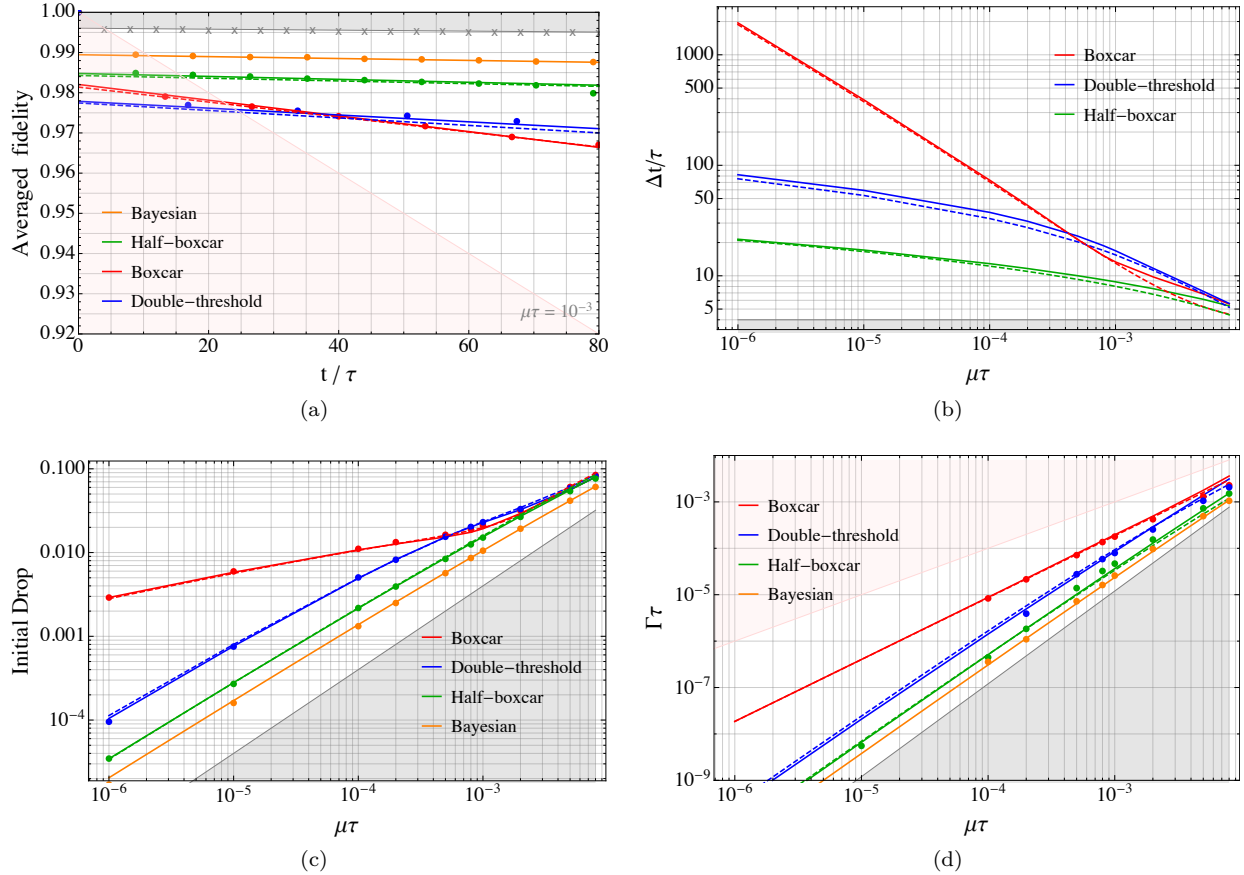 1.00
0.99
0.98
0.97
0.96
0.95
0.94
0.93
0.92
Averaged fidelity
Bayesian
Half−boxcar
Boxcar
Double−threshold
μτ = 10⁻³
0 20 40 60 80
t / τ
(a)
1000
500
100
50
10
5
Δt/τ
Boxcar
Double−threshold
Half−boxcar
10⁻⁶ 10⁻⁵ 10⁻⁴ 10⁻³
μτ
(b)
0.100
0.010
0.001
10⁻⁴
Initial Drop
Boxcar
Double−threshold
Half−boxcar
Bayesian
10⁻⁶ 10⁻⁵ 10⁻⁴ 10⁻³
μτ
(c)
10⁻³
10⁻⁵
10⁻⁷
10⁻⁹
Γτ
Boxcar
Double−threshold
Half−boxcar
Bayesian
10⁻⁶ 10⁻⁵ 10⁻⁴ 10⁻³
μτ
(d)